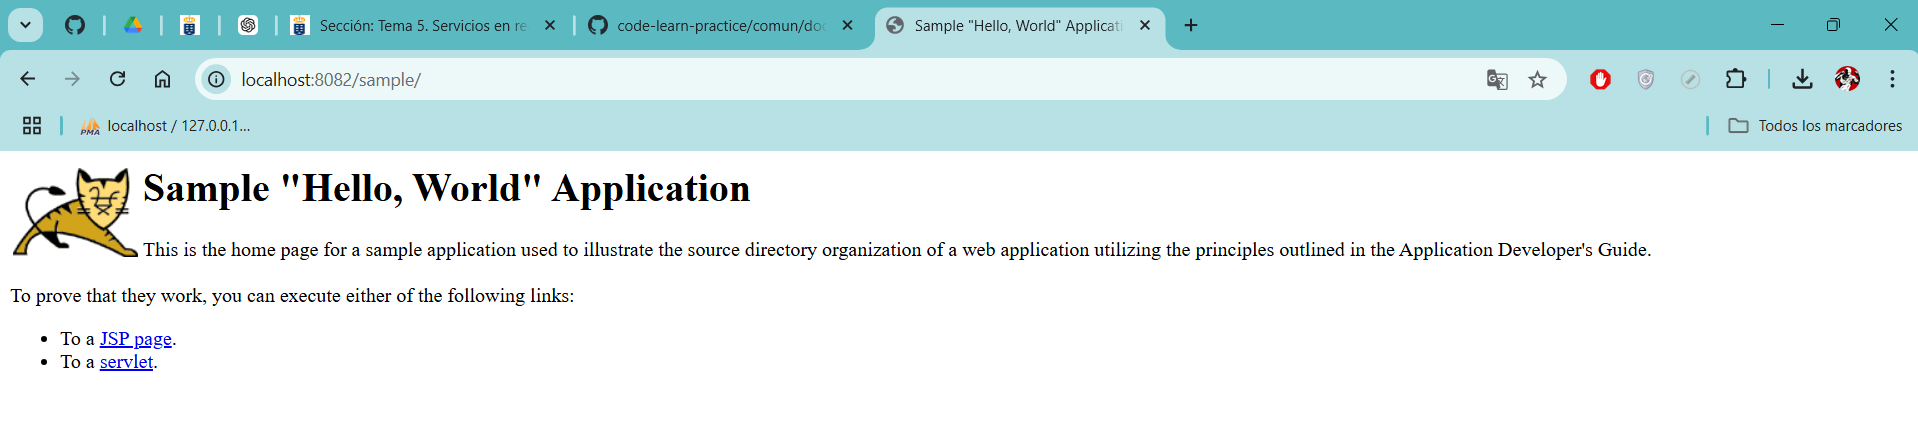 Sección: Tema 5. Servicios en re
code-learn-practice/comun/doc
Sample "Hello, World" Applicati
localhost:8082/sample/
PMA
localhost / 127.0.0.1...
Todos los marcadores
Sample "Hello, World" Application
This is the home page for a sample application used to illustrate the source directory organization of a web application utilizing the principles outlined in the Application Developer's Guide.
To prove that they work, you can execute either of the following links:
• To a JSP page.
• To a servlet.